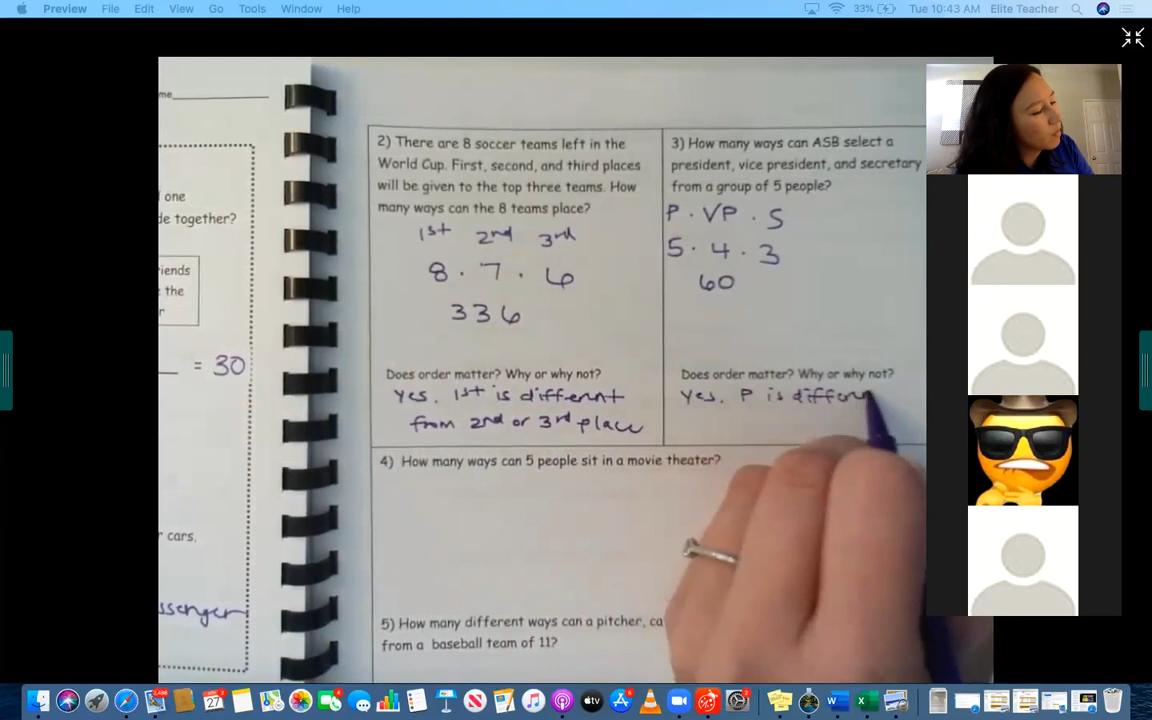 Preview File Edit View Go Tools Window Help 33% Tue 10:43 AM Elite Teacher
me
one
de together?
iends
the
r
= 30
r cars,
ssenger
2) There are 8 soccer teams left in the
World Cup. First, second, and third places
will be given to the top three teams. How
many ways can the 8 teams place?
1st 2nd 3rd
8 · 7 · 6
336
Does order matter? Why or why not?
Yes. 1st is different
from 2nd or 3rd place
3) How many ways can ASB select a
president, vice president, and secretary
from a group of 5 people?
P · VP · S
5 · 4 · 3
60
Does order matter? Why or why not?
Yes. P is differen
4) How many ways can 5 people sit in a movie theater?
5) How many different ways can a pitcher, ca
from a baseball team of 11?